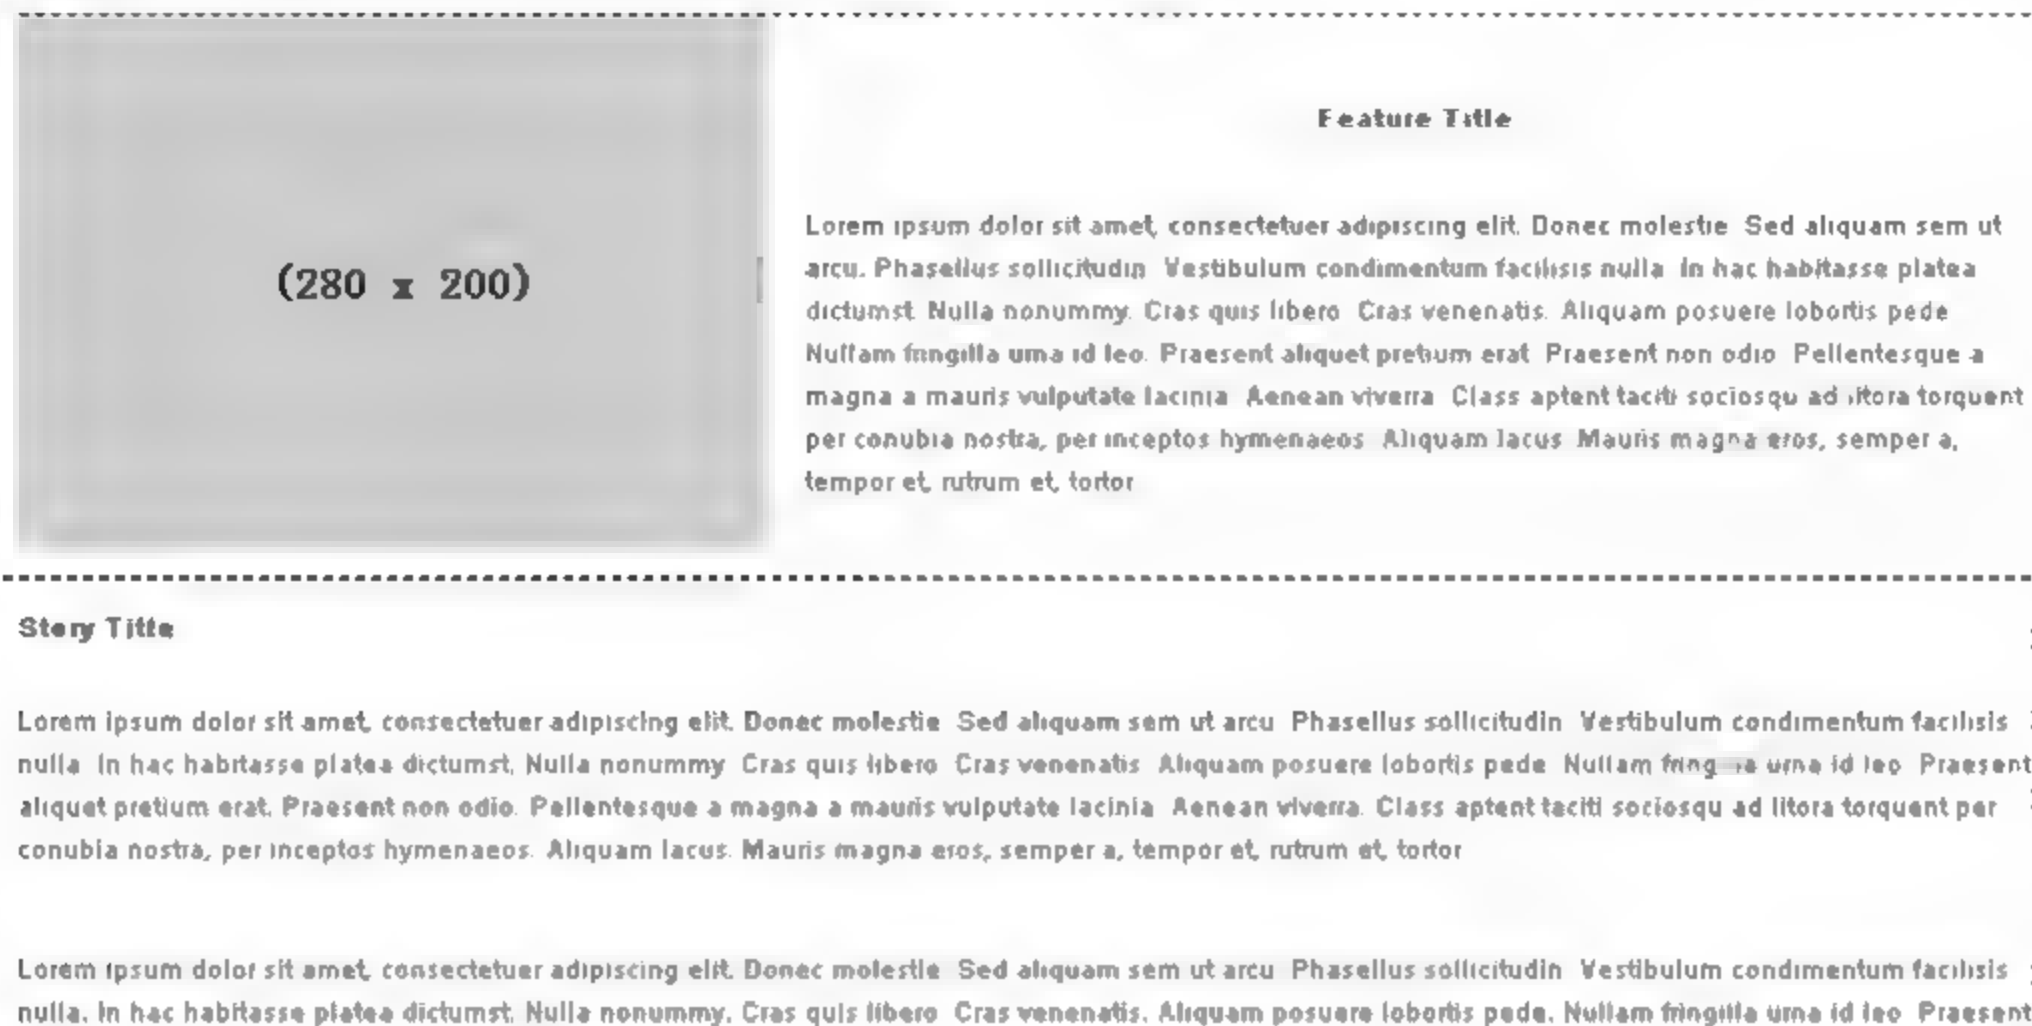 Feature Title
(280 x 200)
Lorem ipsum dolor sit amet, consectetuer adipiscing elit. Donec molestie. Sed aliquam sem ut
arcu. Phasellus sollicitudin. Vestibulum condimentum facilisis nulla. In hac habitasse platea
dictumst. Nulla nonummy. Cras quis libero. Cras venenatis. Aliquam posuere lobortis pede.
Nullam fringilla urna id leo. Praesent aliquet pretium erat. Praesent non odio. Pellentesque a
magna a mauris vulputate lacinia. Aenean viverra. Class aptent taciti sociosqu ad litora torquent
per conubia nostra, per inceptos hymenaeos. Aliquam lacus. Mauris magna eros, semper a,
tempor et, rutrum et, tortor.
Story Title
Lorem ipsum dolor sit amet, consectetuer adipiscing elit. Donec molestie. Sed aliquam sem ut arcu. Phasellus sollicitudin. Vestibulum condimentum facilisis
nulla. In hac habitasse platea dictumst. Nulla nonummy. Cras quis libero. Cras venenatis. Aliquam posuere lobortis pede. Nullam urna id leo. Praesent
aliquet pretium erat. Praesent non odio. Pellentesque a magna a mauris vulputate lacinia. Aenean viverra. Class aptent taciti sociosqu ad litora torquent per
conubia nostra, per inceptos hymenaeos. Aliquam lacus. Mauris magna eros, semper a, tempor et, rutrum et, tortor.
Lorem ipsum dolor sit amet, consectetuer adipiscing elit. Donec molestie. Sed aliquam sem ut arcu. Phasellus sollicitudin. Vestibulum condimentum facilisis
nulla. In hac habitasse platea dictumst. Nulla nonummy. Cras quis libero. Cras venenatis. Aliquam posuere lobortis pede. Nullam fringilla urna id leo. Praesent